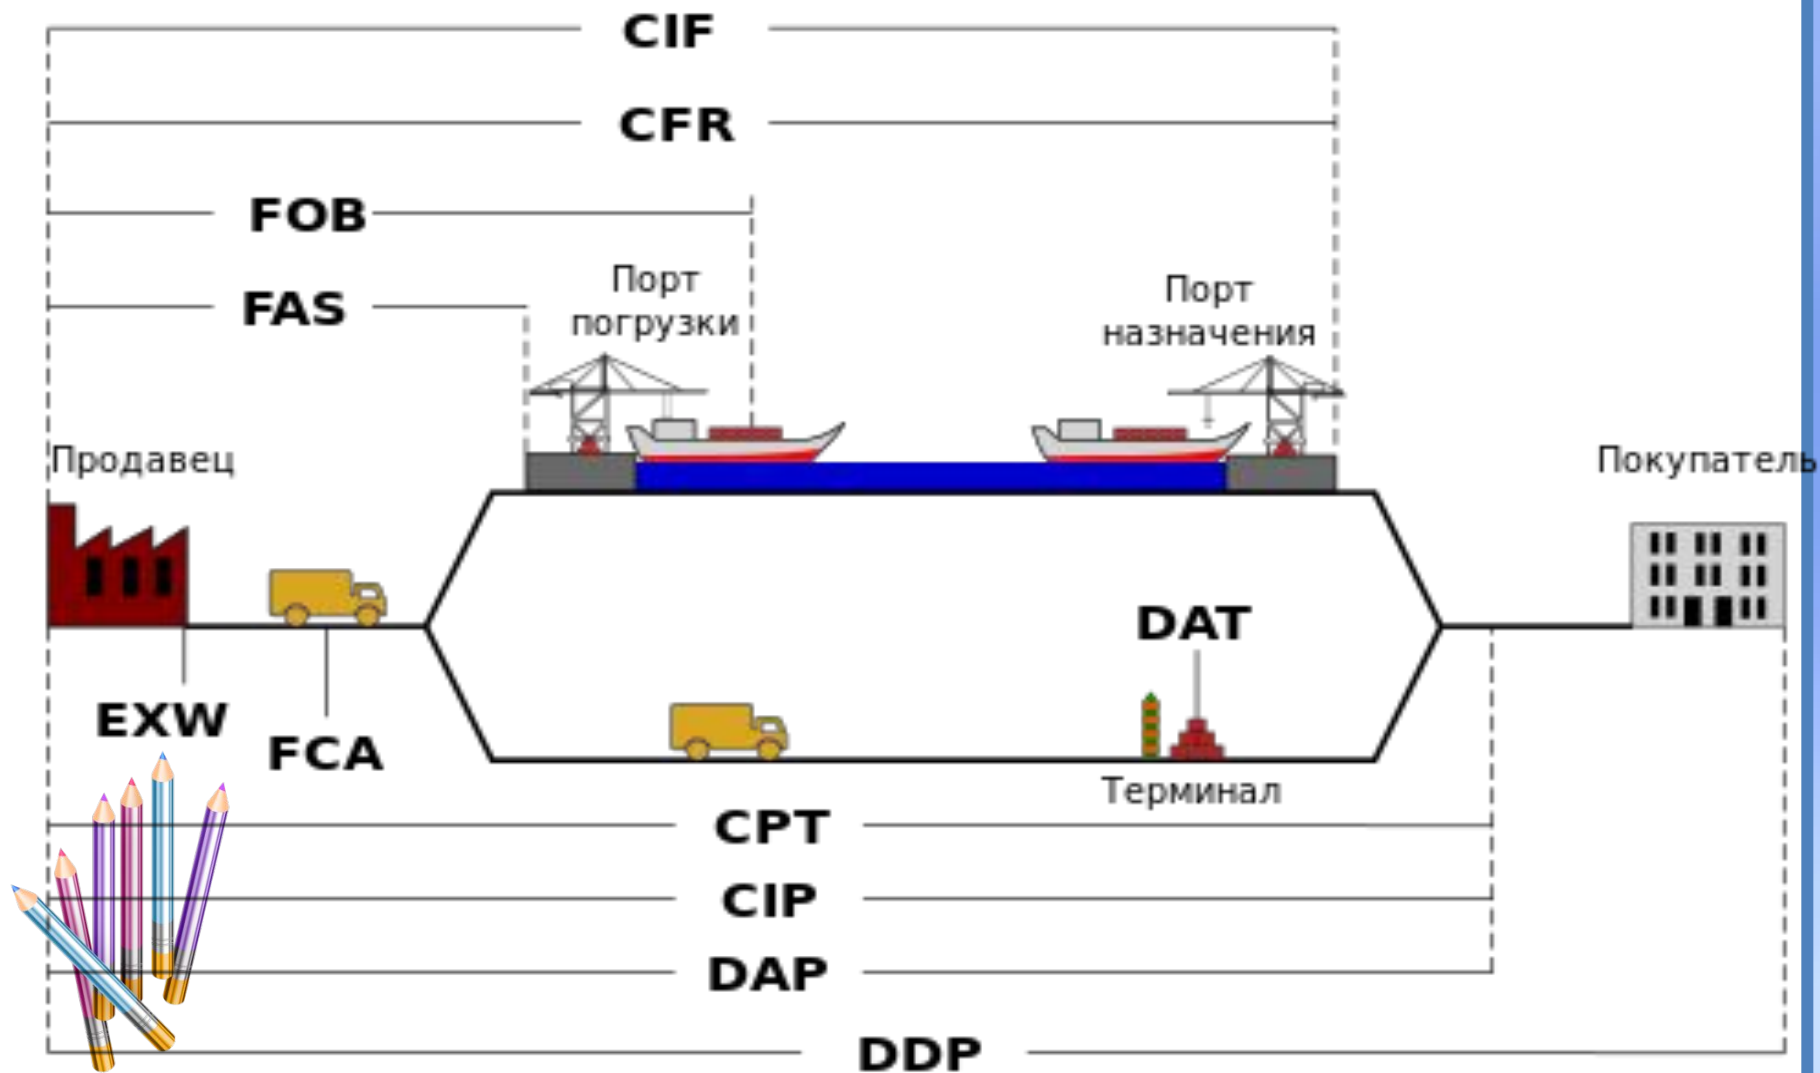 CIF
CFR
FOB
FAS
Порт
погрузки
Порт
назначения
Продавец
Покупатель
DAT
EXW
FCA
Терминал
CPT
CIP
DAP
DDP